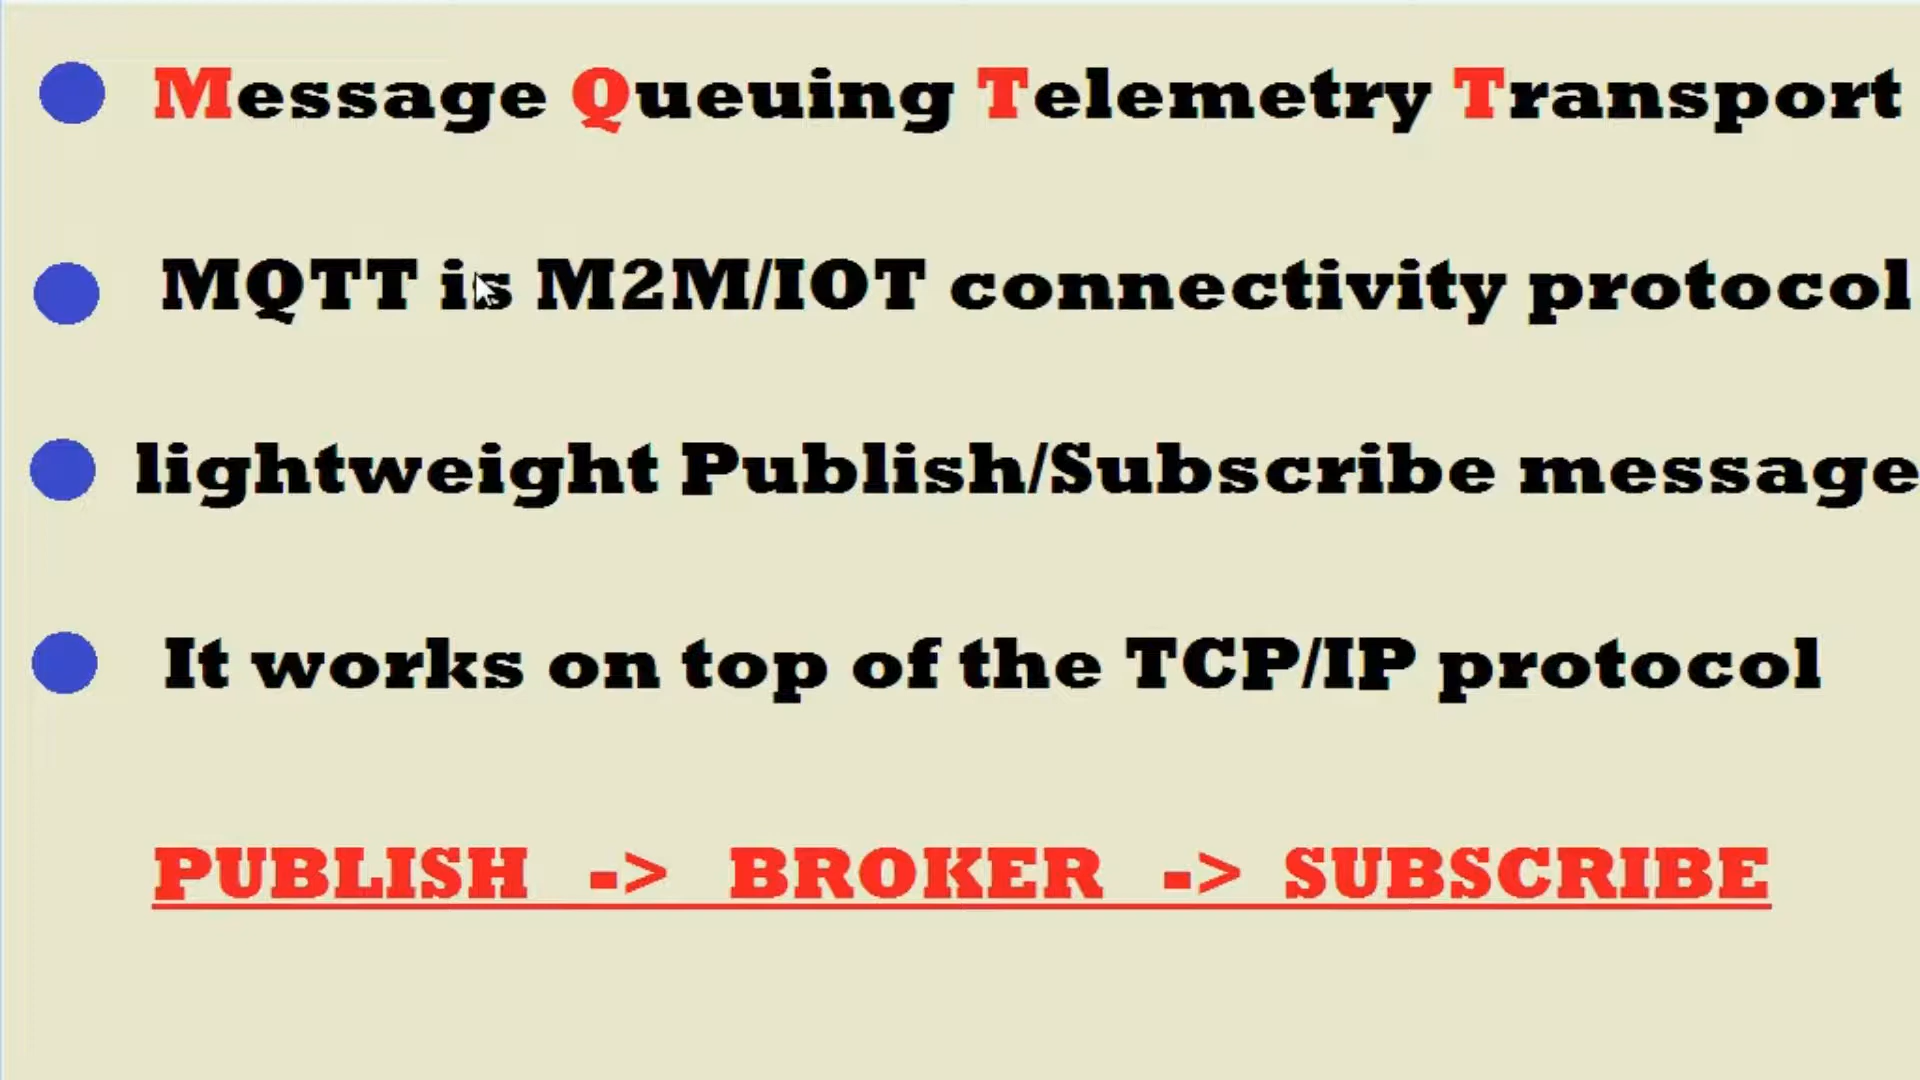 Message Queuing Telemetry Transport
MQTT is M2M/IOT connectivity protocol
lightweight Publish/Subscribe message
It works on top of the TCP/IP protocol
PUBLISH -> BROKER -> SUBSCRIBE